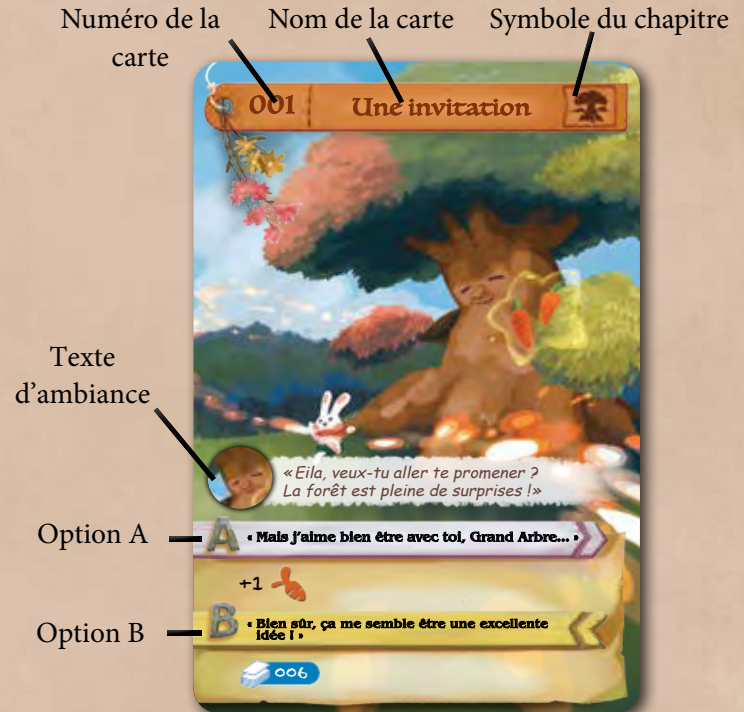 Numéro de la
carte
Nom de la carte
Symbole du chapitre
001
Une invitation
Texte
d'ambiance
«Eila, veux-tu aller te promener ?
La forêt est pleine de surprises !»
Option A
A
« Mais j'aime bien être avec toi, Grand Arbre... »
+1
Option B
B
« Bien sûr, ça me semble être une excellente
idée ! »
006